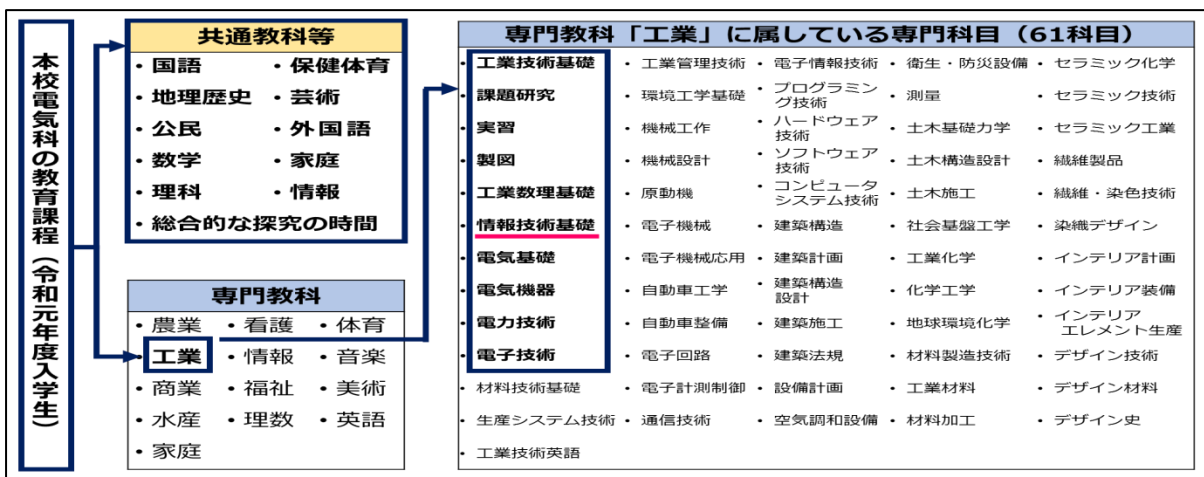 本校電気科の教育課程（令和元年度入学生）
共通教科等
・国語 ・保健体育
・地理歴史 ・芸術
・公民 ・外国語
・数学 ・家庭
・理科 ・情報
・総合的な探究の時間
専門教科
・農業 ・看護 ・体育
・工業 ・情報 ・音楽
・商業 ・福祉 ・美術
・水産 ・理数 ・英語
・家庭
専門教科「工業」に属している専門科目（61科目）
・工業技術基礎
・課題研究
・実習
・製図
・工業数理基礎
・情報技術基礎
・電気基礎
・電気機器
・電力技術
・電子技術
・材料技術基礎
・生産システム技術
・工業技術英語
・工業管理技術
・環境工学基礎
・機械工作
・機械設計
・原動機
・電子機械
・電子機械応用
・自動車工学
・自動車整備
・電子回路
・電子計測制御
・通信技術
・電子情報技術
・プログラミン
グ技術
・ハードウェア
技術
・ソフトウェア
技術
・コンピュータ
システム技術
・建築構造
・建築計画
・建築構造
設計
・建築施工
・建築法規
・設備計画
・空気調和設備
・衛生・防災設備
・測量
・土木基礎力学
・土木構造設計
・土木施工
・社会基盤工学
・工業化学
・化学工学
・地球環境化学
・材料製造技術
・工業材料
・材料加工
・セラミック化学
・セラミック技術
・セラミック工業
・繊維製品
・繊維・染色技術
・染織デザイン
・インテリア計画
・インテリア装備
・インテリア
エレメント生産
・デザイン技術
・デザイン材料
・デザイン史